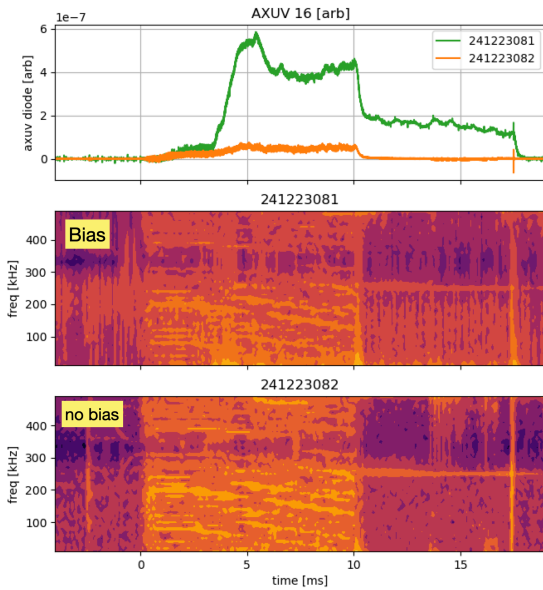 AXUV 16 [arb]
1e−7
axuv diode [arb]
6
4
2
0
241223081
241223082
241223081
Bias
freq [kHz]
400
300
200
100
241223082
no bias
freq [kHz]
400
300
200
100
0
5
10
15
time [ms]